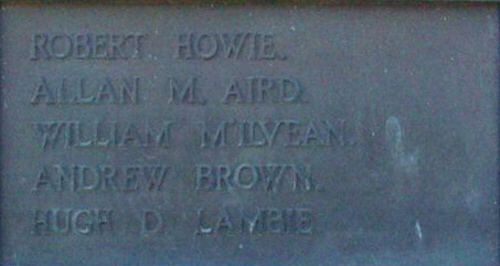 ROBERT HOWIE.
ALLAN M. AIRD.
WILLIAM M'ILVEAN.
ANDREW BROWN.
HUGH D. LAMBIE